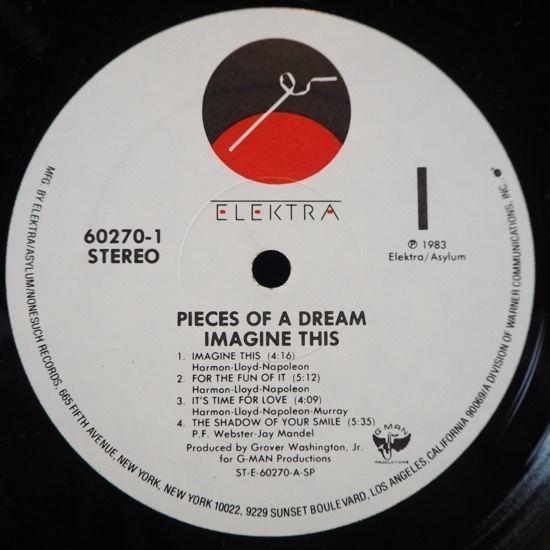 ELEKTRA
60270-1
STEREO
I
℗ 1983
Elektra/Asylum
PIECES OF A DREAM
IMAGINE THIS
1. IMAGINE THIS (4:16)
Harmon-Lloyd-Napoleon
2. FOR THE FUN OF IT (5:12)
Harmon-Lloyd-Napoleon
3. IT'S TIME FOR LOVE (4:09)
Harmon-Lloyd-Napoleon-Murray
4. THE SHADOW OF YOUR SMILE (5:35)
P.F. Webster-Jay Mandel
Produced by Grover Washington, Jr.
for G-MAN Productions
ST-E-60270-A-SP
G-MAN
PRODUCTIONS
MFG. BY ELEKTRA/ASYLUM/NONESUCH RECORDS, 665 FIFTH AVENUE, NEW YORK, NEW YORK 10022, 9229 SUNSET BOULEVARD, LOS ANGELES, CALIFORNIA 90069/A DIVISION OF WARNER COMMUNICATIONS, INC.